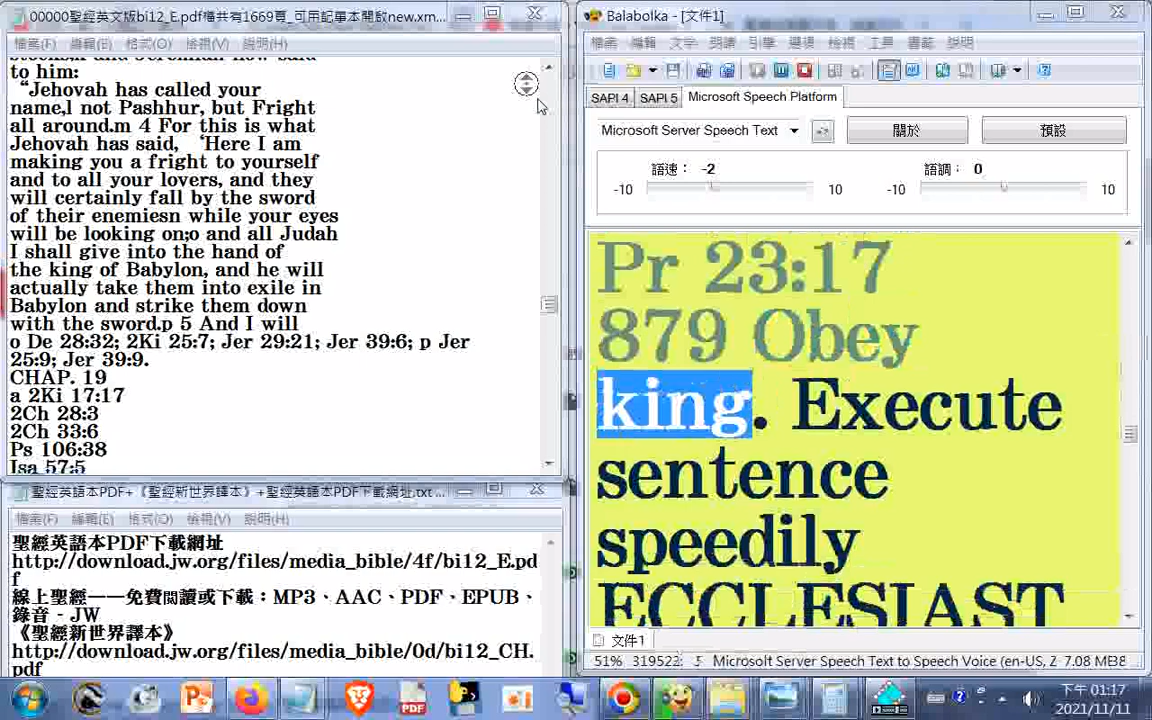 00000聖經英文版bi12_E.pdf檔共有1669頁_可用記事本開啟new.xm...
檔案(F) 編輯(E) 格式(O) 檢視(V) 說明(H)
stocks,k and Jeremiah now said
to him:
“Jehovah has called your
name,l not Pashhur, but Fright
all around.m 4 For this is what
Jehovah has said, ‘Here I am
making you a fright to yourself
and to all your lovers, and they
will certainly fall by the sword
of their enemiesn while your eyes
will be looking on;o and all Judah
I shall give into the hand of
the king of Babylon, and he will
actually take them into exile in
Babylon and strike them down
with the sword.p 5 And I will
o De 28:32; 2Ki 25:7; Jer 29:21; Jer 39:6; p Jer
25:9; Jer 39:9.
CHAP. 19
a 2Ki 17:17
2Ch 28:3
2Ch 33:6
Ps 106:38
Isa 57:5
聖經英語本PDF+《聖經新世界譯本》+聖經英語本PDF下載網址.txt ...
檔案(F) 編輯(E) 格式(O) 檢視(V) 說明(H)
聖經英語本PDF下載網址
http://download.jw.org/files/media_bible/4f/bi12_E.pd
f
線上聖經——免費閱讀或下載：MP3、AAC、PDF、EPUB、
錄音 - JW
《聖經新世界譯本》
http://download.jw.org/files/media_bible/0d/bi12_CH.
pdf
Balabolka - [文件1]
檔案 編輯 文字 朗讀 引擎 選項 檢視 工具 書籤 說明
SAPI 4 SAPI 5 Microsoft Speech Platform
Microsoft Server Speech Text 關於 預設
語速： -2 語調： 0
-10 10 -10 10
Pr 23:17
879 Obey
king. Execute
sentence
speedily
ECCLESIAST
文件1
51% Microsoft Server Speech Text to Speech Voice (en-US, Z 7.08 MB
下午 01:17
2021/11/11